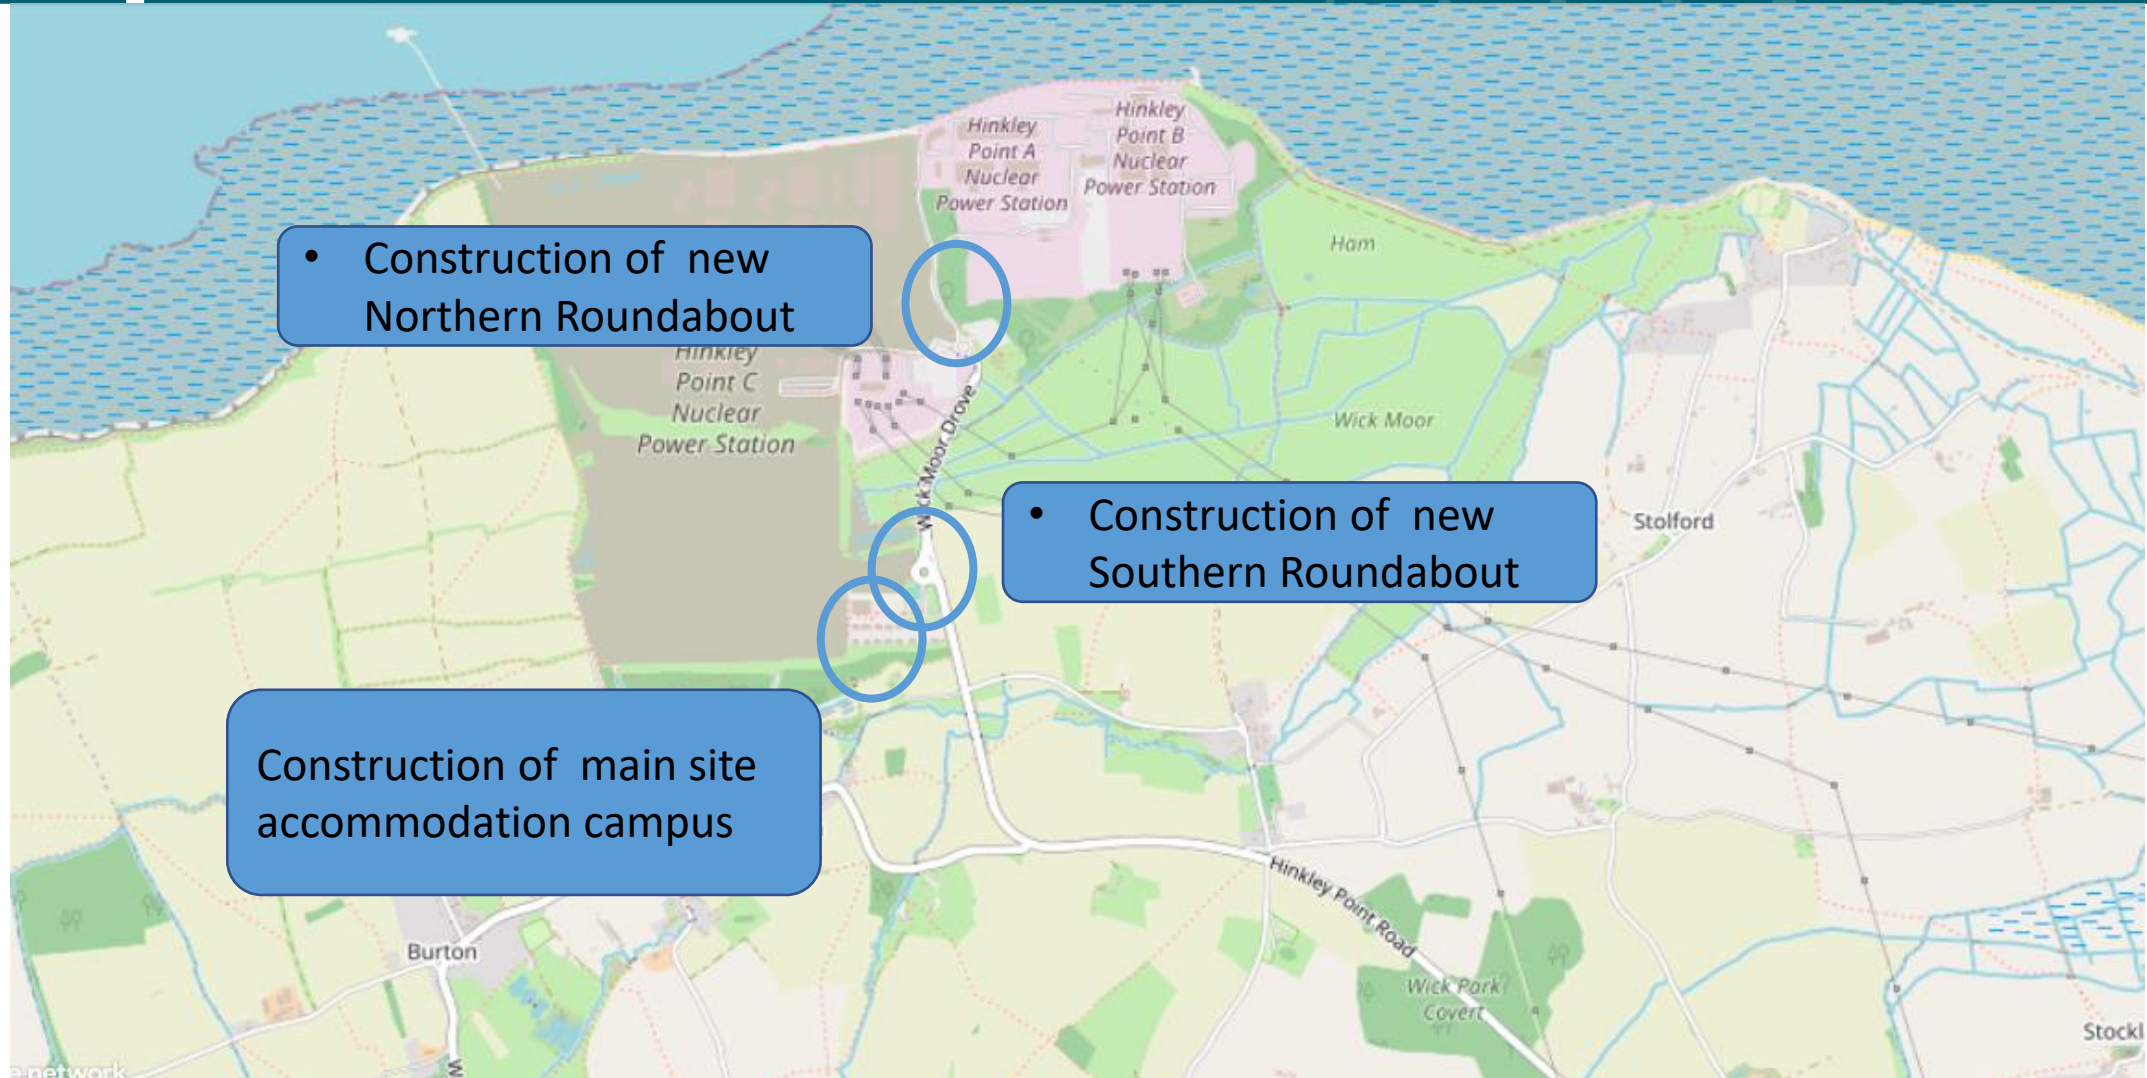 Hinkley
Point A
Nuclear
Power Station
Hinkley
Point B
Nuclear
Power Station
• Construction of new
Northern Roundabout
Ham
Hinkley
Point C
Nuclear
Power Station
Wick Moor Drove
Wick Moor
• Construction of new
Southern Roundabout
Stolford
Construction of main site
accommodation campus
Hinkley Point Road
Burton
Wick Park
Covert
Stockl
W
e network